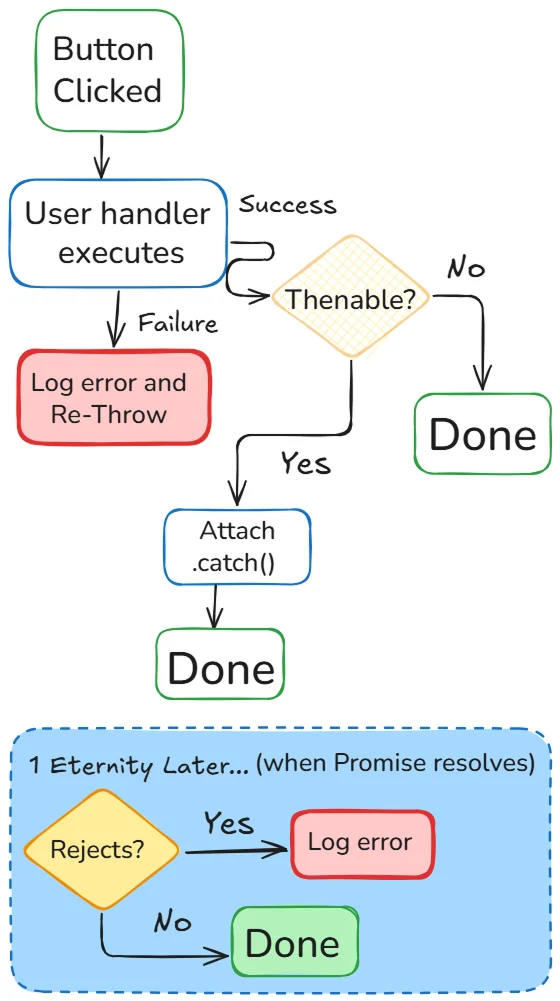 Button
Clicked
User handler
executes
Success
Thenable?
No
Failure
Log error and
Re-Throw
Done
Yes
Attach
.catch()
Done
1 Eternity Later... (when Promise resolves)
Rejects?
Yes
Log error
No
Done